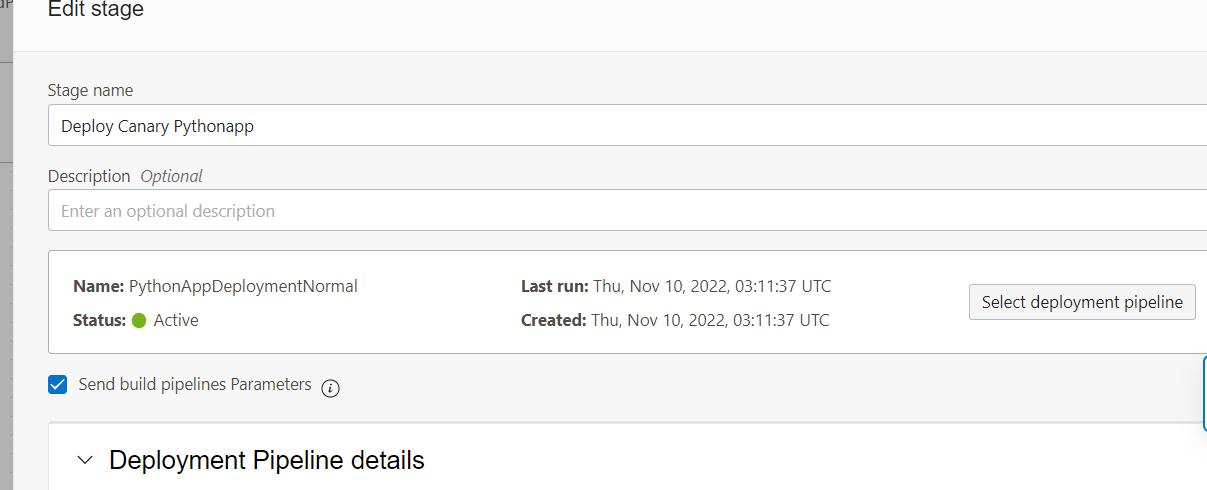 Edit stage
Stage name
Deploy Canary Pythonapp
Description Optional
Enter an optional description
Name: PythonAppDeploymentNormal
Last run: Thu, Nov 10, 2022, 03:11:37 UTC
Select deployment pipeline
Status: Active
Created: Thu, Nov 10, 2022, 03:11:37 UTC
Send build pipelines Parameters
Deployment Pipeline details